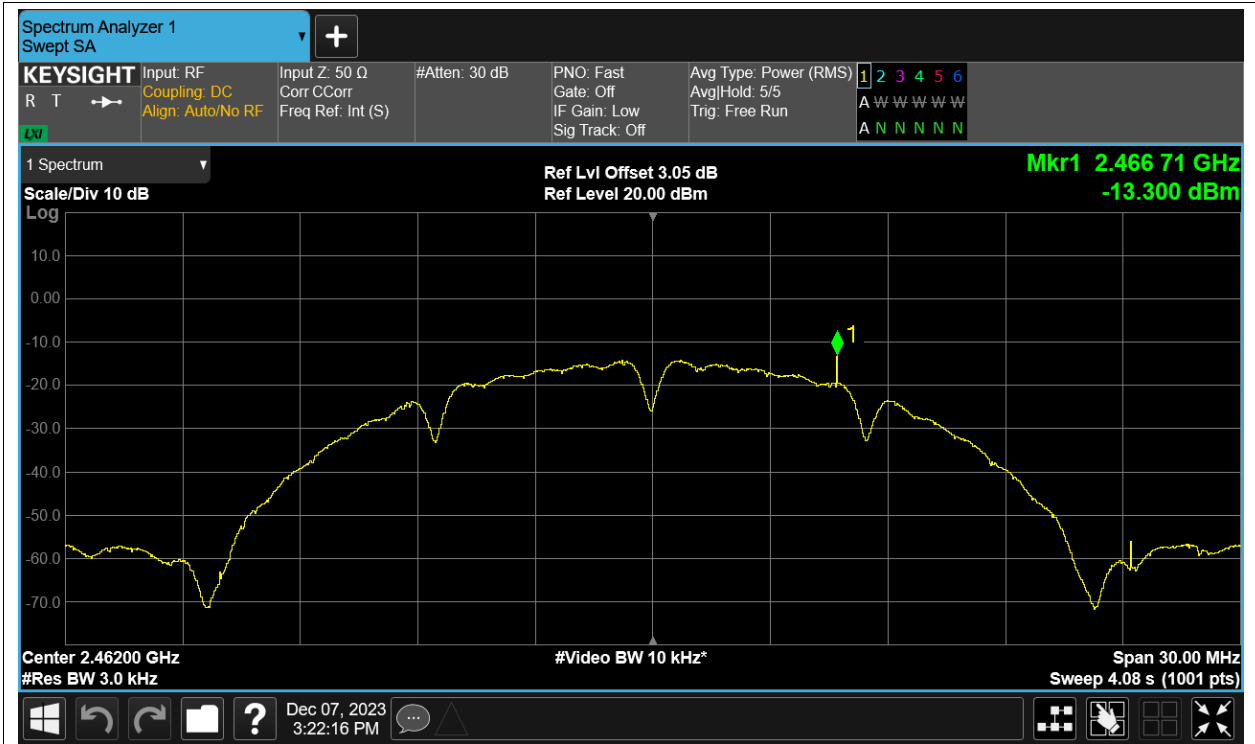 Spectrum Analyzer 1
Swept SA
KEYSIGHT
R T
LXI
Input: RF
Coupling: DC
Align: Auto/No RF
Input Z: 50 Ω
Corr CCorr
Freq Ref: Int (S)
#Atten: 30 dB
PNO: Fast
Gate: Off
IF Gain: Low
Sig Track: Off
Avg Type: Power (RMS)
Avg|Hold: 5/5
Trig: Free Run
1 2 3 4 5 6
A W W W W W
A N N N N N
1 Spectrum
Scale/Div 10 dB
Log
Ref Lvl Offset 3.05 dB
Ref Level 20.00 dBm
Mkr1 2.466 71 GHz
-13.300 dBm
10.0
0.00
-10.0
1
-20.0
-30.0
-40.0
-50.0
-60.0
-70.0
Center 2.46200 GHz
#Video BW 10 kHz*
Span 30.00 MHz
#Res BW 3.0 kHz
Sweep 4.08 s (1001 pts)
?
Dec 07, 2023
3:22:16 PM